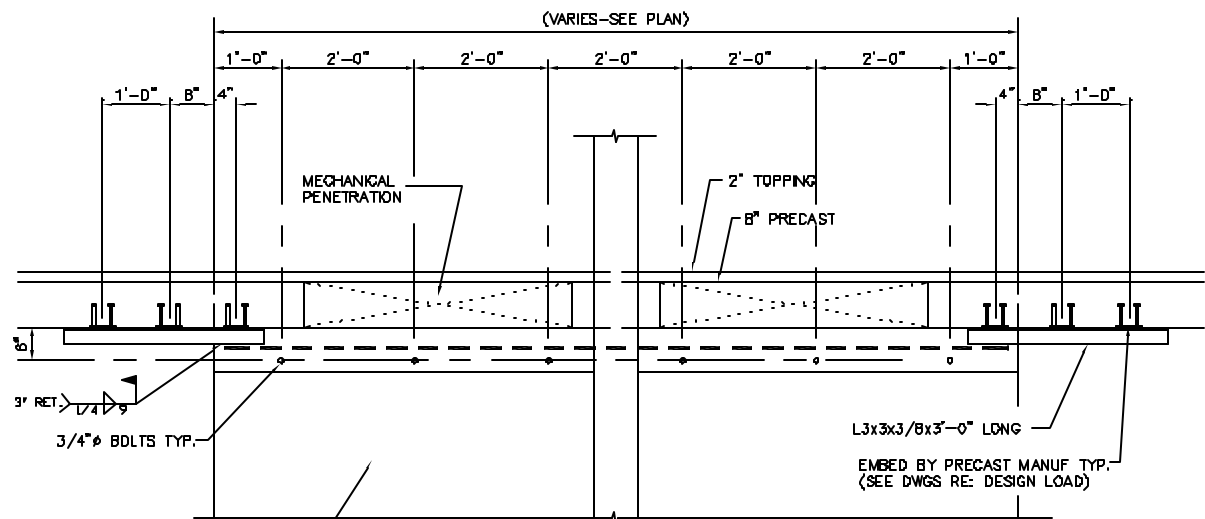 (VARIES-SEE PLAN)
1'-0" 2'-0" 2'-0" 2'-0" 2'-0" 2'-0" 1'-0"
1'-0" 8" 4" 4" 8" 1'-0"
MECHANICAL
PENETRATION
2" TOPPING
8" PRECAST
6"
3" RET.
1/4 9
3/4"ø BOLTS TYP.
L3x3x3/8x3'-0" LONG
EMBED BY PRECAST MANUF TYP.
(SEE DWGS RE: DESIGN LOAD)